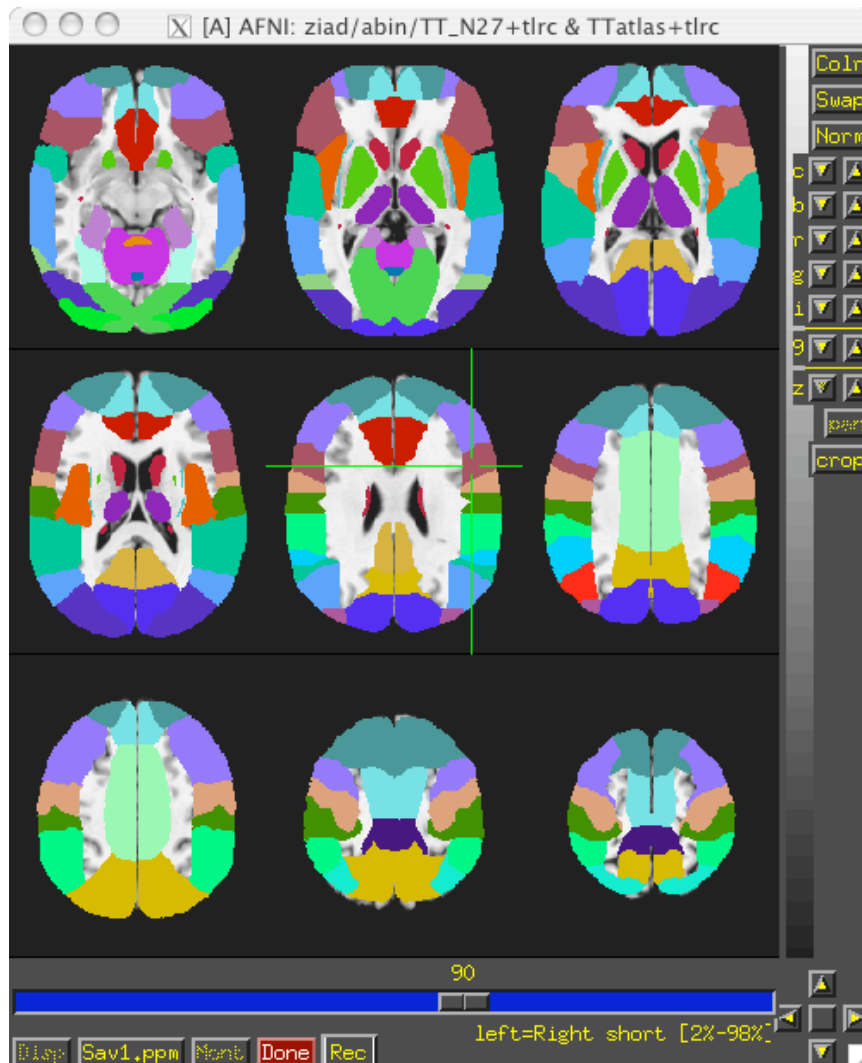 X [A] AFNI: ziad/abin/TT_N27+tlrc & TTatlas+tlrc
Colr
Swap
Norm
c
b
r
g
i
9
z
pen
crop
90
left=Right short [2%-98%]
Disp Sav1.ppm Mont Done Rec